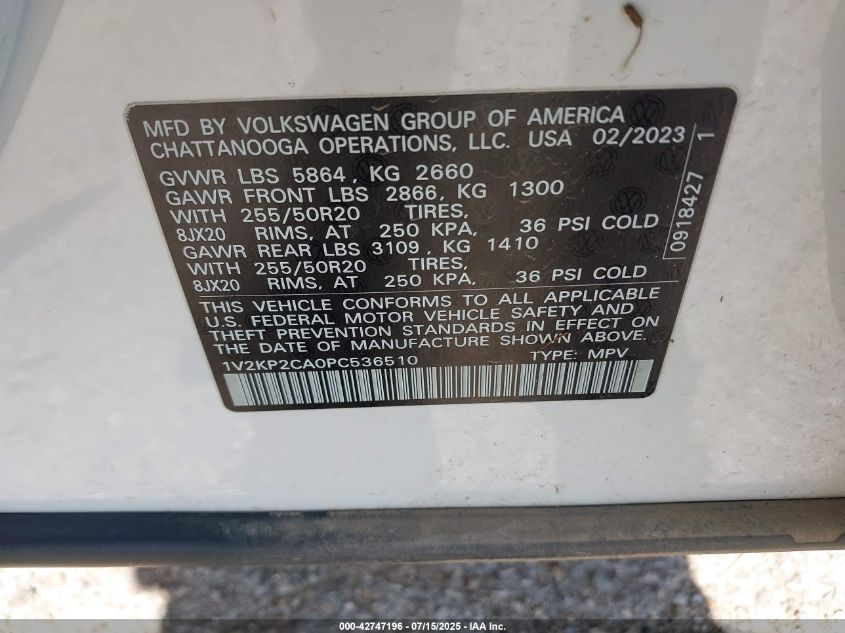 MFD BY VOLKSWAGEN GROUP OF AMERICA
CHATTANOOGA OPERATIONS, LLC. USA 02/2023
GVWR LBS 5864, KG 2660
GAWR FRONT LBS 2866, KG 1300
WITH 255/50R20 TIRES,
8JX20 RIMS, AT 250 KPA, 36 PSI COLD
GAWR REAR LBS 3109, KG 1410
WITH 255/50R20 TIRES,
8JX20 RIMS, AT 250 KPA, 36 PSI COLD
THIS VEHICLE CONFORMS TO ALL APPLICABLE
U.S. FEDERAL MOTOR VEHICLE SAFETY AND
THEFT PREVENTION STANDARDS IN EFFECT ON
THE DATE OF MANUFACTURE SHOWN ABOVE.
1V2KP2CA0PC536510 TYPE: MPV
0918427 1
000-42747196 - 07/15/2025 - IAA Inc.